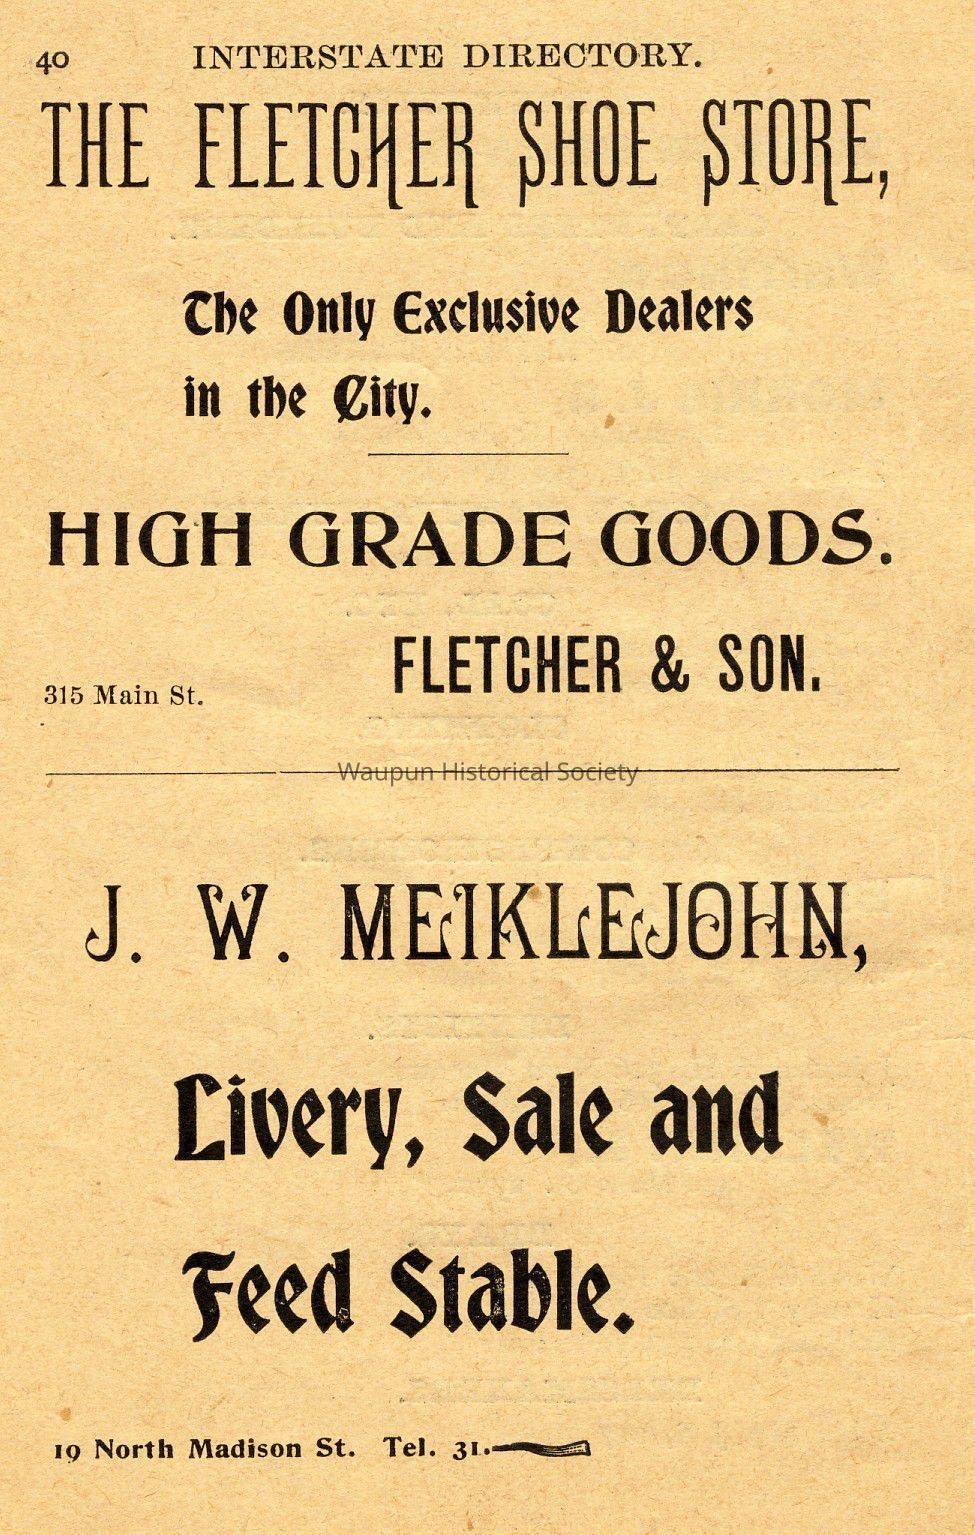 40 INTERSTATE DIRECTORY.
THE FLETCHER SHOE STORE,
The Only Exclusive Dealers
in the City.
HIGH GRADE GOODS.
FLETCHER & SON.
315 Main St.
Waupun Historical Society
J. W. MEIKLEJOHN,
Livery, Sale and
Feed Stable.
19 North Madison St. Tel. 31.